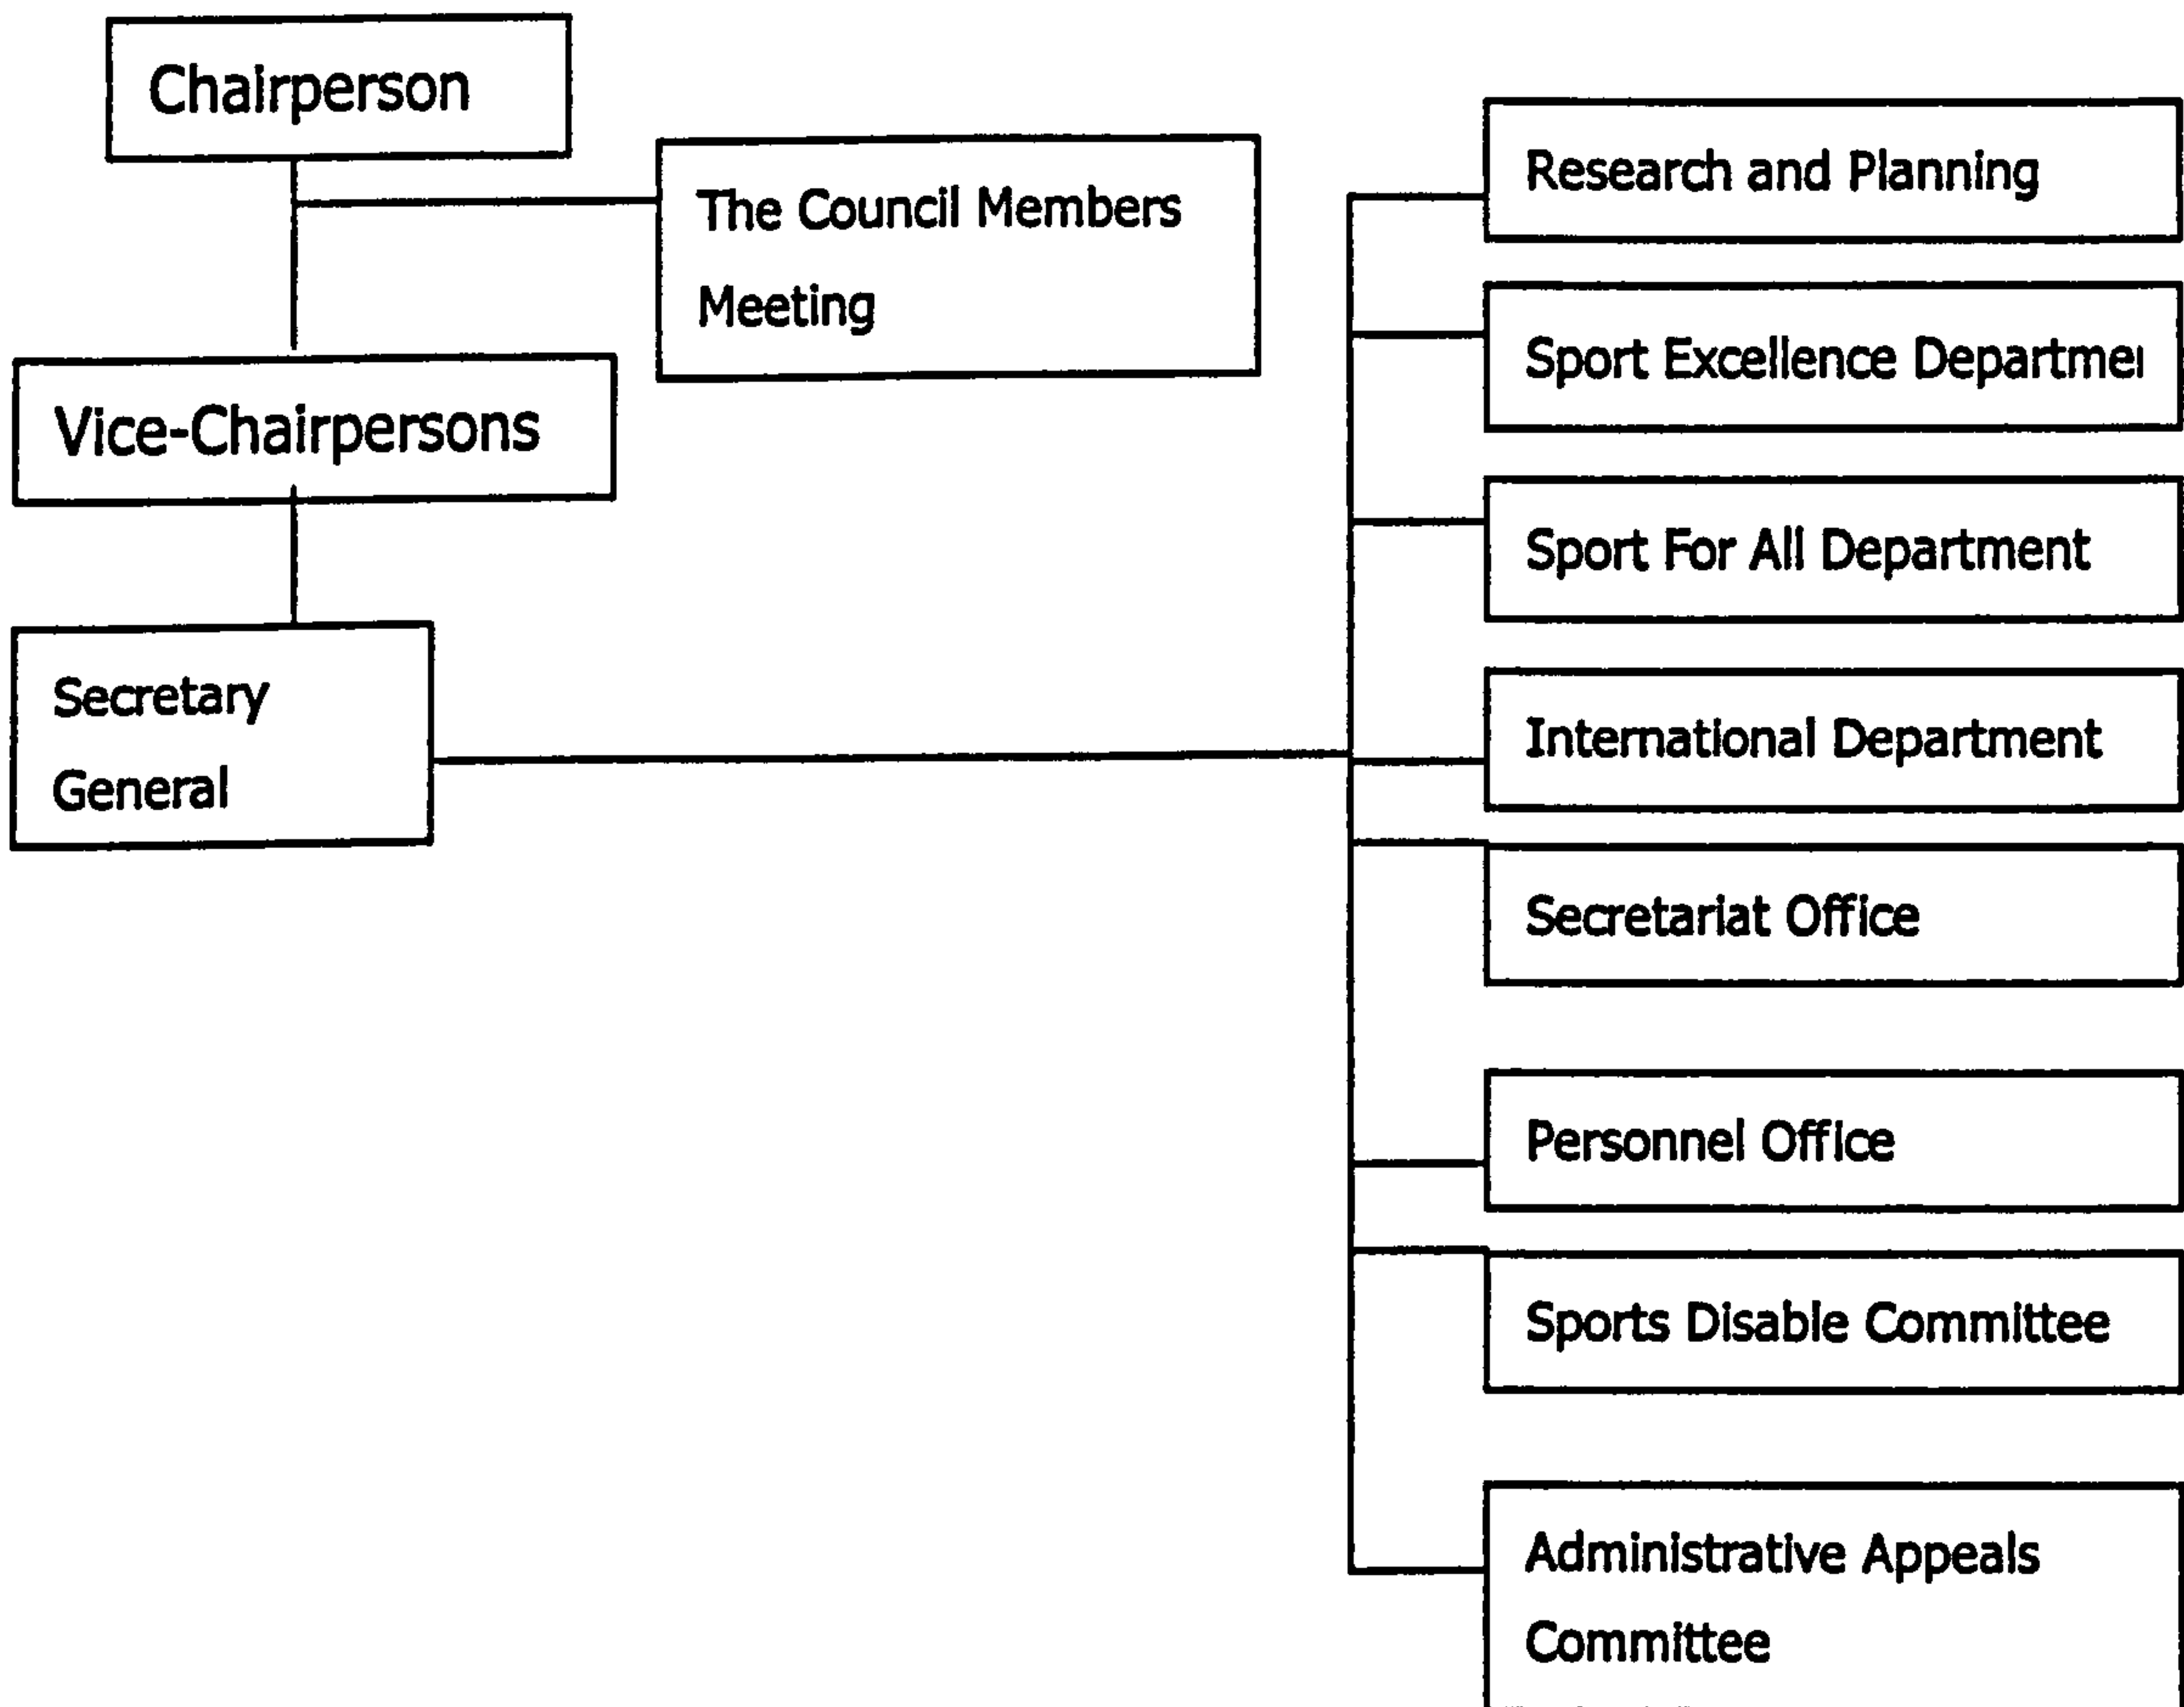 Chairperson
The Council Members
Meeting
Vice-Chairpersons
Secretary
General
Research and Planning
Sport Excellence Departmei
Sport For All Department
International Department
Secretariat Office
Personnel Office
Sports Disable Committee
Administrative Appeals
Committee